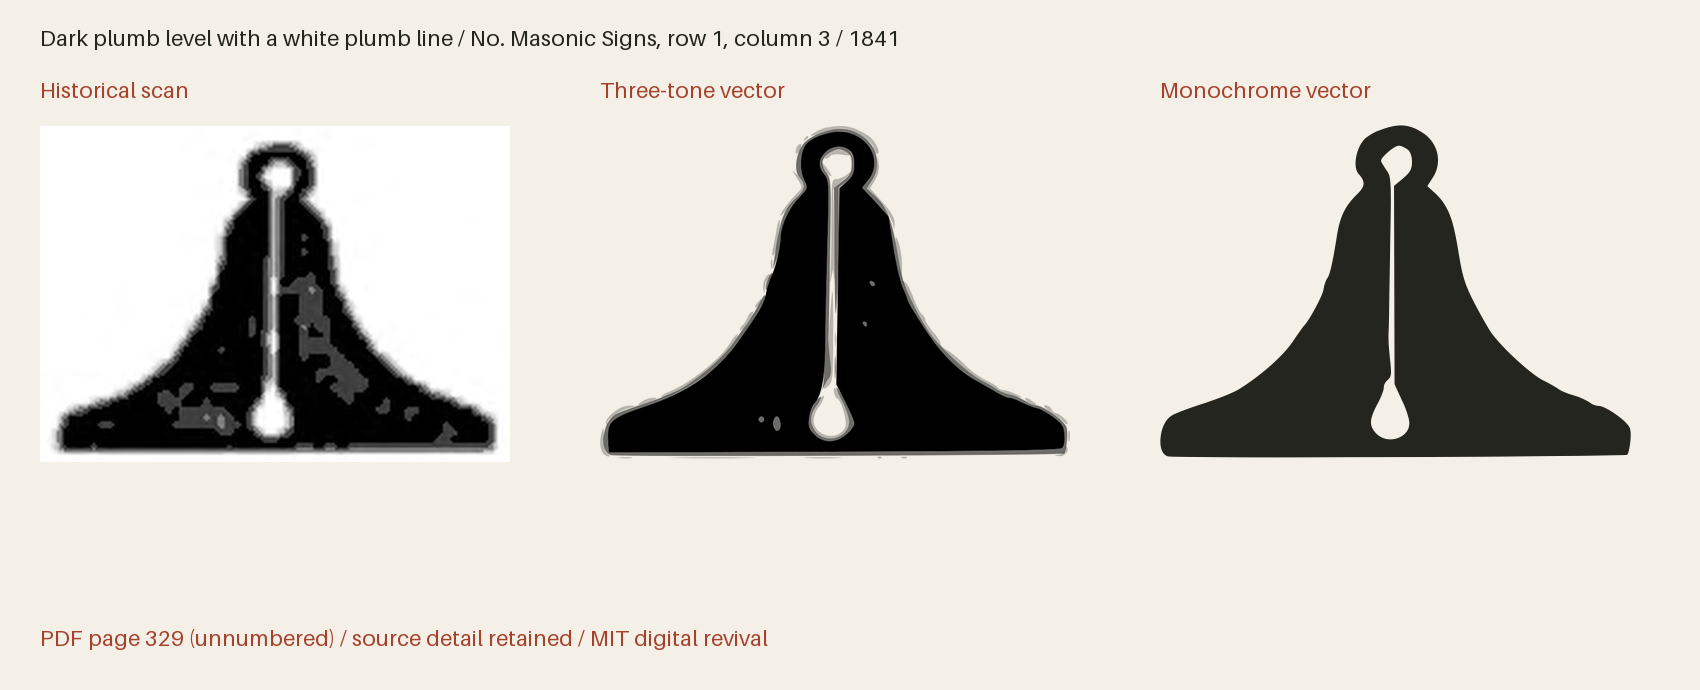 Dark plumb level with a white plumb line / No. Masonic Signs, row 1, column 3 / 1841
Historical scan
Three-tone vector
Monochrome vector
PDF page 329 (unnumbered) / source detail retained / MIT digital revival